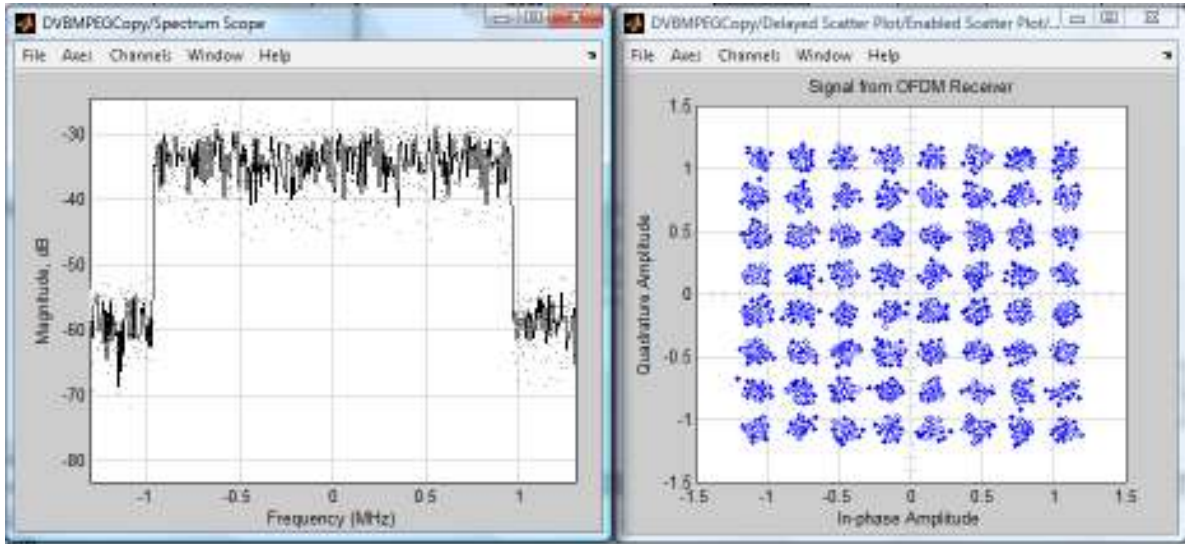 DVBMPEGCopy/Spectrum Scope
File Axes Channels Window Help
Magnitude, dB
-30
-40
-50
-60
-70
-80
-1
-0.5
0
0.5
1
Frequency (MHz)
DVBMPEGCopy/Delayed Scatter Plot/Enabled Scatter Plot/...
File Axes Channels Window Help
Signal from OFDM Receiver
Quadrature Amplitude
1.5
1
0.5
0
-0.5
-1
-1.5
-1.5
-1
-0.5
0
0.5
1
1.5
In-phase Amplitude